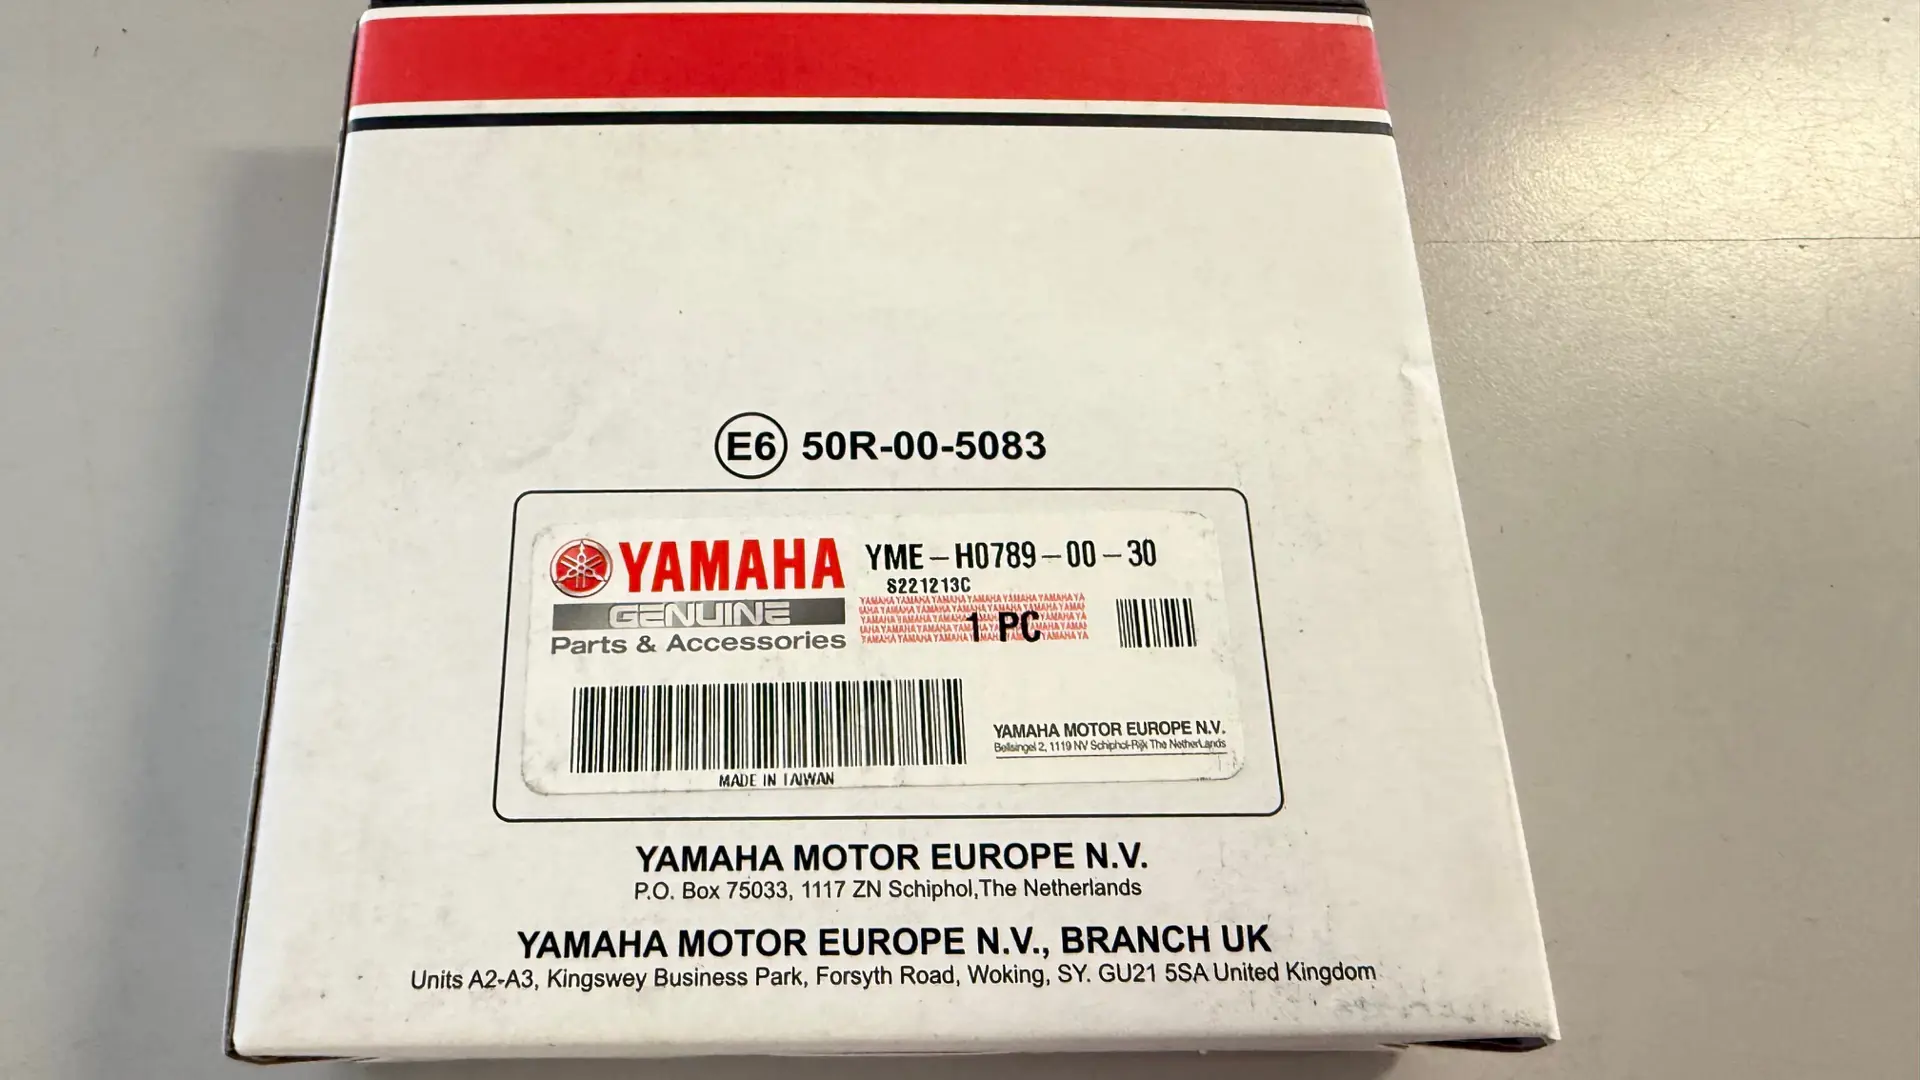 E6 50R-00-5083
YAMAHA YME-H0789-00-30
S221213C
GENUINE
1 PC
Parts & Accessories
YAMAHA MOTOR EUROPE N.V.
Bellsingel 2, 1119 NV Schiphol-Rijk The NetherLands
MADE IN TAIWAN
YAMAHA MOTOR EUROPE N.V.
P.O. Box 75033, 1117 ZN Schiphol,The Netherlands
YAMAHA MOTOR EUROPE N.V., BRANCH UK
Units A2-A3, Kingswey Business Park, Forsyth Road, Woking, SY. GU21 5SA United Kingdom